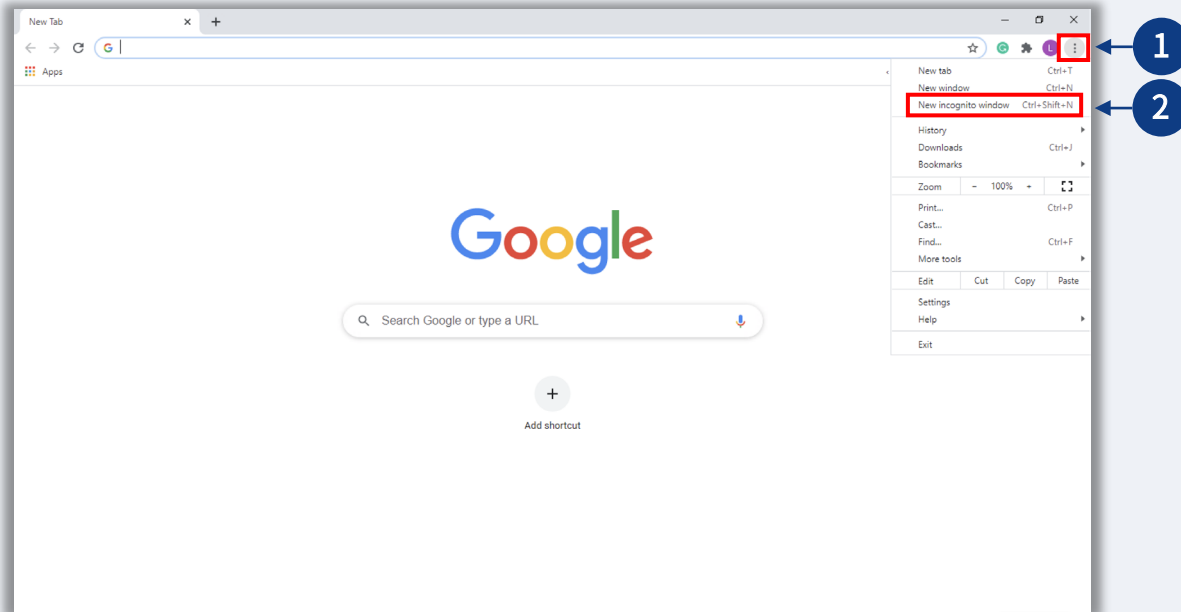 New Tab
Apps
1
New tab Ctrl+T
New window Ctrl+N
New incognito window Ctrl+Shift+N
2
History
Downloads Ctrl+J
Bookmarks
Zoom - 100% +
Print... Ctrl+P
Cast...
Find... Ctrl+F
More tools
Edit Cut Copy Paste
Settings
Help
Exit
Google
Search Google or type a URL
Add shortcut